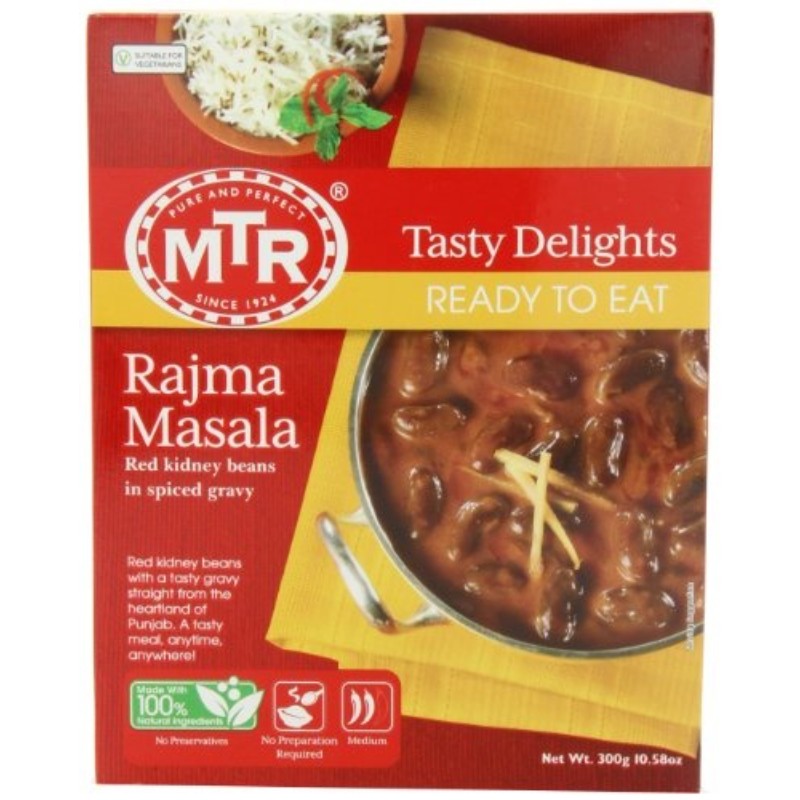 SUITABLE FOR
VEGETARIANS
PURE AND PERFECT
MTR
®
SINCE 1924
Tasty Delights
READY TO EAT
Rajma
Masala
Red kidney beans
in spiced gravy
Red kidney beans
with a tasty gravy
straight from the
heartland of
Punjab. A tasty
meal, anytime,
anywhere!
Made With
100%
Natural Ingredients
No Preservatives
No Preparation
Required
Medium
Net Wt. 300g 10.58oz